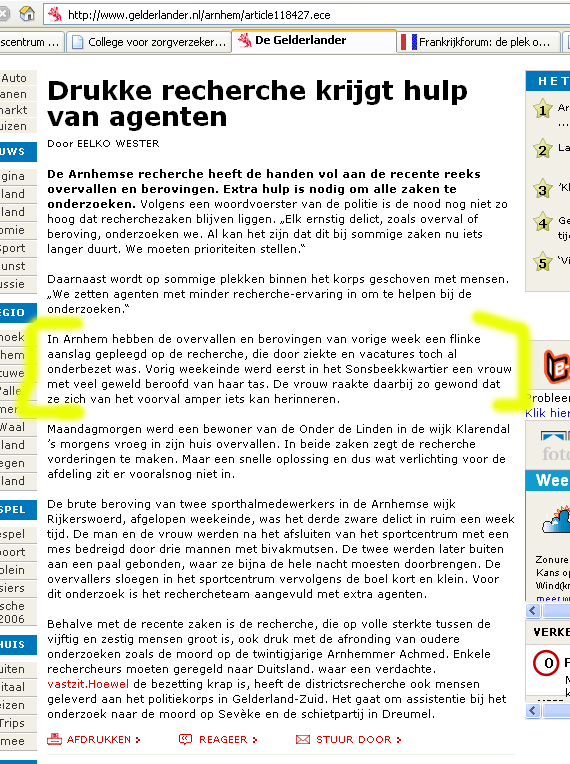 http://www.gelderlander.nl/arnhem/article118427.ece
scentrum ...
College voor zorgverzeker...
De Gelderlander
Frankrijkforum: de plek o...
Drukke recherche krijgt hulp
van agenten
Door EELKO WESTER
De Arnhemse recherche heeft de handen vol aan de recente reeks
overvallen en berovingen. Extra hulp is nodig om alle zaken te
onderzoeken. Volgens een woordvoerster van de politie is de nood nog niet zo
hoog dat recherchezaken blijven liggen. „Elk ernstig delict, zoals overval of
beroving, onderzoeken we. Al kan het zijn dat dit bij sommige zaken nu iets
langer duurt. We moeten prioriteiten stellen.“
Daarnaast wordt op sommige plekken binnen het korps geschoven met mensen.
„We zetten agenten met minder recherche-ervaring in om te helpen bij de
onderzoeken.“
In Arnhem hebben de overvallen en berovingen van vorige week een flinke
aanslag gepleegd op de recherche, die door ziekte en vacatures toch al
onderbezet was. Vorig weekeinde werd eerst in het Sonsbeekkwartier een vrouw
met veel geweld beroofd van haar tas. De vrouw raakte daarbij zo gewond dat
ze zich van het voorval amper iets kan herinneren.
Maandagmorgen werd een bewoner van de Onder de Linden in de wijk Klarendal
’s morgens vroeg in zijn huis overvallen. In beide zaken zegt de recherche
vorderingen te maken. Maar een snelle oplossing en dus wat verlichting voor de
afdeling zit er vooralsnog niet in.
De brute beroving van twee sporthalmedewerkers in de Arnhemse wijk
Rijkerswoerd, afgelopen weekeinde, was het derde zware delict in ruim een week
tijd. De man en de vrouw werden na het afsluiten van het sportcentrum met een
mes bedreigd door drie mannen met bivakmutsen. De twee werden later buiten
aan een paal gebonden, waar ze bijna de hele nacht moesten doorbrengen. De
overvallers sloegen in het sportcentrum vervolgens de boel kort en klein. Voor
dit onderzoek is het rechercheteam aangevuld met extra agenten.
Behalve met de recente zaken is de recherche, die op volle sterkte tussen de
vijftig en zestig mensen groot is, ook druk met de afronding van oudere
onderzoeken zoals de moord op de twintigjarige Arnhemmer Achmed. Enkele
rechercheurs moeten geregeld naar Duitsland. waar een verdachte.
vastzit.Hoewel de bezetting krap is, heeft de districtsrecherche ook mensen
geleverd aan het politiekorps in Gelderland-Zuid. Het gaat om assistentie bij het
onderzoek naar de moord op Sevèke en de schietpartij in Dreumel.
AFDRUKKEN
REAGEER
STUUR DOOR
Auto
anen
arkt
uizen
UWS
gina
land
land
omie
Sport
unst
ussie
EGIO
hoek
hem
tuwe
Valle
men
Waal
land
egen
land
SPEL
espel
poort
plein
siers
ische
2006
HUIS
uiten
itaal
eizen
Trips
mee
HET
1 Ar
...
2 La
3 'Kl
4 Ge
tij
5 'Vi
Probleen
Klik hier
foto
Wee
Zonure
Kans o
Wind(kr
meer w
VERKE
0